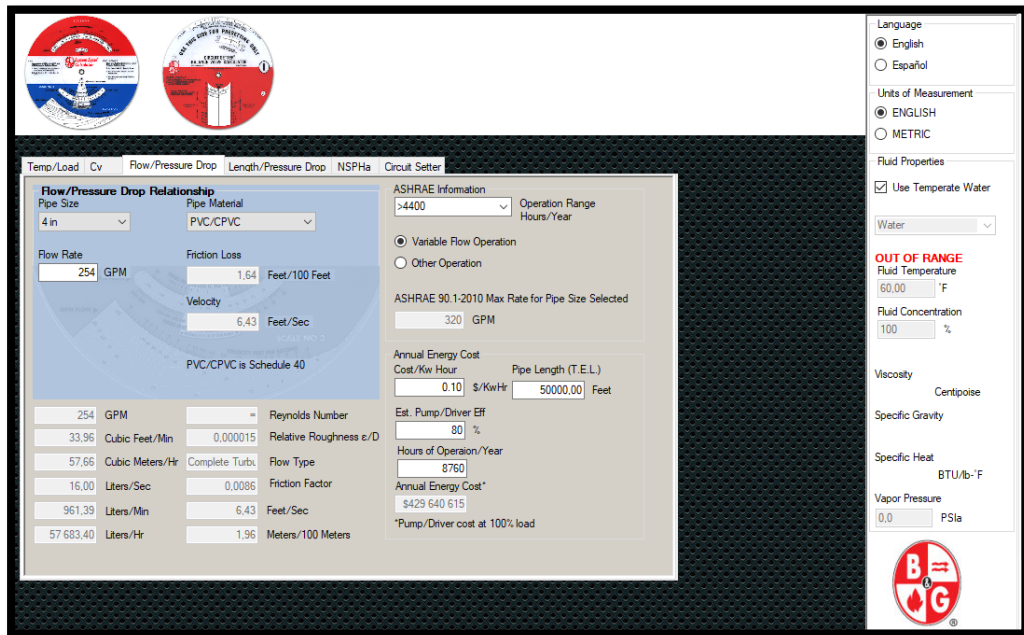 USE THIS SIDE FOR PRESETTING ONLY
Temp/Load Cv Flow/Pressure Drop Length/Pressure Drop NSPHa Circuit Setter
Flow/Pressure Drop Relationship
Pipe Size Pipe Material
4 in PVC/CPVC
Flow Rate Friction Loss
254 GPM 1,64 Feet/100 Feet
Velocity
6,43 Feet/Sec
PVC/CPVC is Schedule 40
254 GPM = Reynolds Number
33,96 Cubic Feet/Min 0,000015 Relative Roughness ε/D
57,66 Cubic Meters/Hr Complete Turbu Flow Type
16,00 Liters/Sec 0,0086 Friction Factor
961,39 Liters/Min 6,43 Feet/Sec
57 683,40 Liters/Hr 1,96 Meters/100 Meters
ASHRAE Information
>4400 Operation Range
Hours/Year
Variable Flow Operation
Other Operation
ASHRAE 90.1-2010 Max Rate for Pipe Size Selected
320 GPM
Annual Energy Cost
Cost/Kw Hour Pipe Length (T.E.L.)
0.10 $/KwHr 50000,00 Feet
Est. Pump/Driver Eff
80 %
Hours of Operaion/Year
8760
Annual Energy Cost*
$429 640 615
*Pump/Driver cost at 100% load
Language
English
Español
Units of Measurement
ENGLISH
METRIC
Fluid Properties
Use Temperate Water
Water
OUT OF RANGE
Fluid Temperature
60,00 °F
Fluid Concentration
100 %
Viscosity
Centipoise
Specific Gravity
Specific Heat
BTU/lb-°F
Vapor Pressure
0,0 PSIa
B & G ®